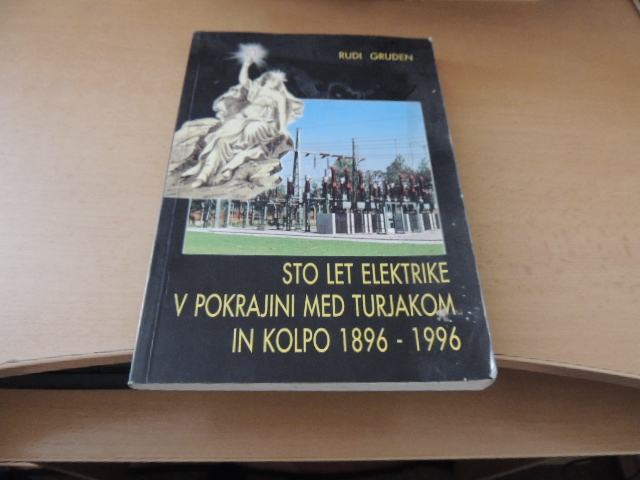 RUDI GRUDEN
STO LET ELEKTRIKE
V POKRAJINI MED TURJAKOM
IN KOLPO 1896 - 1996